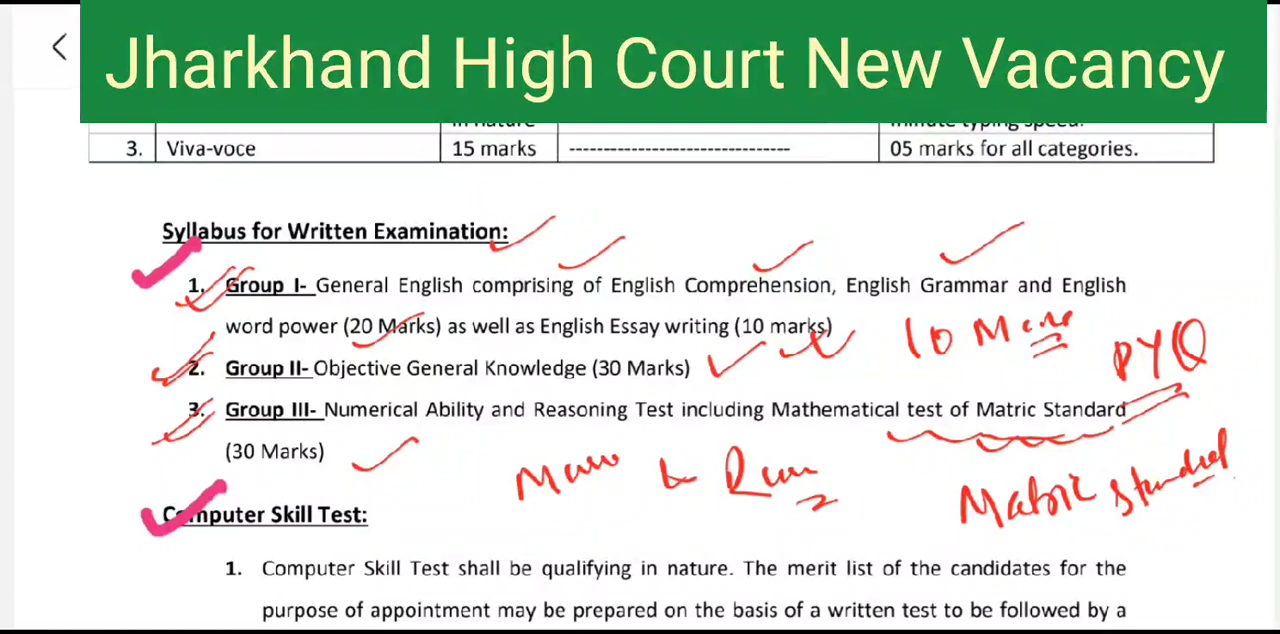 Jharkhand High Court New Vacancy
in nature minute typing speed.
3. Viva-voce 15 marks -------------------------------- 05 marks for all categories.
Syllabus for Written Examination:
1. Group I- General English comprising of English Comprehension, English Grammar and English
word power (20 Marks) as well as English Essay writing (10 marks)
10
PYQ
2. Group II- Objective General Knowledge (30 Marks)
3. Group III- Numerical Ability and Reasoning Test including Mathematical test of Matric Standard
(30 Marks)
Matric Standard
Computer Skill Test:
1. Computer Skill Test shall be qualifying in nature. The merit list of the candidates for the
purpose of appointment may be prepared on the basis of a written test to be followed by a